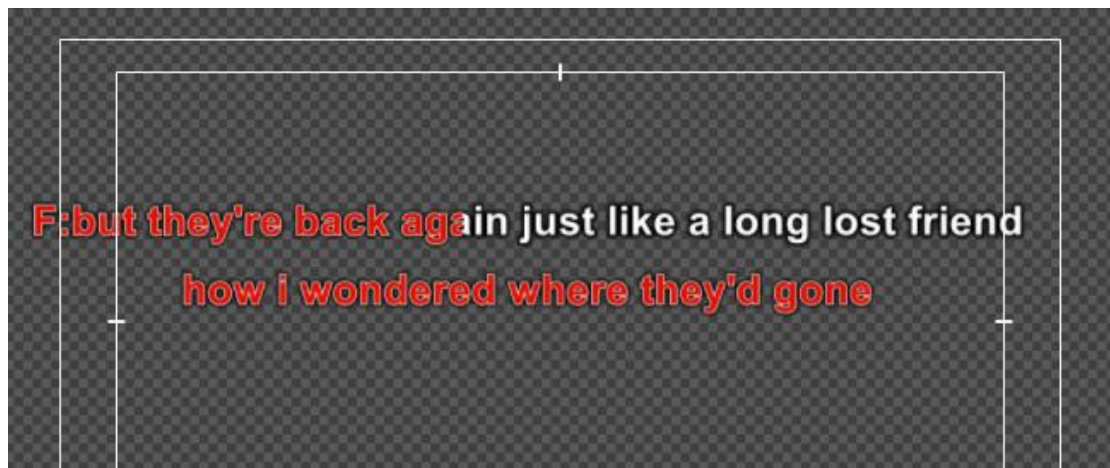 F:but they're back again just like a long lost friend
how i wondered where they'd gone